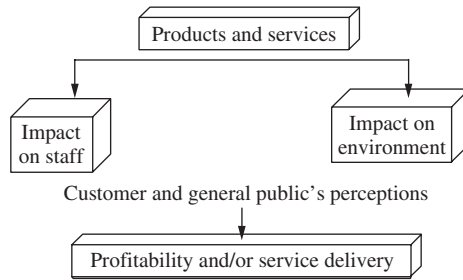 Products and services
Impact
on staff
Impact on
environment
Customer and general public's perceptions
Profitability and/or service delivery